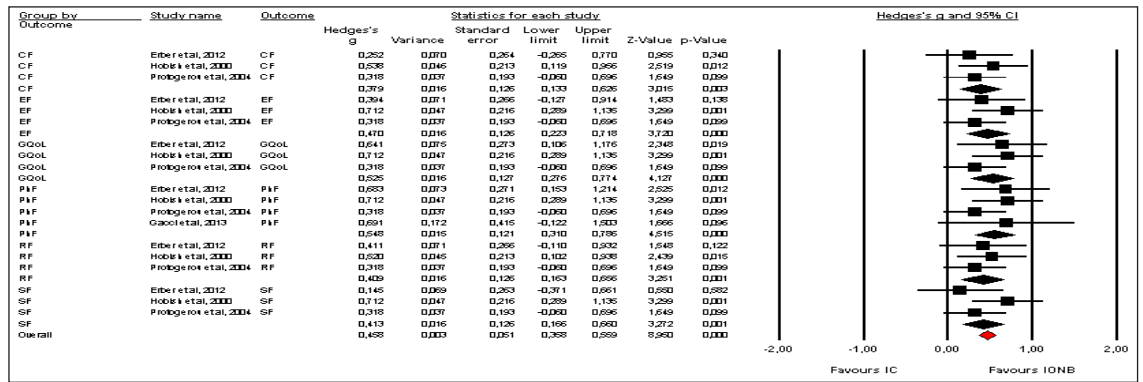 Group by Outcome Study name Outcome Statistics for each study Hedges's g and 95% CI
Hedges's g Variance Standard error Lower limit Upper limit Z-Value p-Value
CF Erber et al, 2012 CF 0,252 0,070 0,264 -0,265 0,770 0,955 0,340
CF Hobish et al, 2000 CF 0,538 0,046 0,213 0,119 0,956 2,519 0,012
CF Protogerou et al, 2004 CF 0,318 0,037 0,193 -0,060 0,696 1,649 0,099
CF 0,379 0,016 0,126 0,133 0,626 3,015 0,003
EF Erber et al, 2012 EF 0,394 0,071 0,266 -0,127 0,914 1,483 0,138
EF Hobish et al, 2000 EF 0,712 0,047 0,216 0,289 1,135 3,299 0,001
EF Protogerou et al, 2004 EF 0,318 0,037 0,193 -0,060 0,696 1,649 0,099
EF 0,470 0,016 0,126 0,223 0,718 3,720 0,000
GQoL Erber et al, 2012 GQoL 0,641 0,075 0,273 0,106 1,176 2,348 0,019
GQoL Hobish et al, 2000 GQoL 0,712 0,047 0,216 0,289 1,135 3,299 0,001
GQoL Protogerou et al, 2004 GQoL 0,318 0,037 0,193 -0,060 0,696 1,649 0,099
GQoL 0,525 0,016 0,127 0,276 0,774 4,127 0,000
PhF Erber et al, 2012 PhF 0,683 0,073 0,271 0,153 1,214 2,525 0,012
PhF Hobish et al, 2000 PhF 0,712 0,047 0,216 0,289 1,135 3,299 0,001
PhF Protogerou et al, 2004 PhF 0,318 0,037 0,193 -0,060 0,696 1,649 0,099
PhF Gacci et al, 2013 PhF 0,691 0,172 0,415 -0,122 1,503 1,666 0,096
PhF 0,548 0,015 0,121 0,310 0,786 4,515 0,000
RF Erber et al, 2012 RF 0,411 0,071 0,266 -0,110 0,932 1,548 0,122
RF Hobish et al, 2000 RF 0,520 0,045 0,213 0,102 0,938 2,439 0,015
RF Protogerou et al, 2004 RF 0,318 0,037 0,193 -0,060 0,696 1,649 0,099
RF 0,409 0,016 0,126 0,163 0,656 3,251 0,001
SF Erber et al, 2012 SF 0,145 0,069 0,263 -0,371 0,661 0,550 0,582
SF Hobish et al, 2000 SF 0,712 0,047 0,216 0,289 1,135 3,299 0,001
SF Protogerou et al, 2004 SF 0,318 0,037 0,193 -0,060 0,696 1,649 0,099
SF 0,413 0,016 0,126 0,166 0,660 3,272 0,001
Overall 0,458 0,003 0,051 0,358 0,559 8,950 0,000
-2,00 -1,00 0,00 1,00 2,00
Favours IC Favours IONB